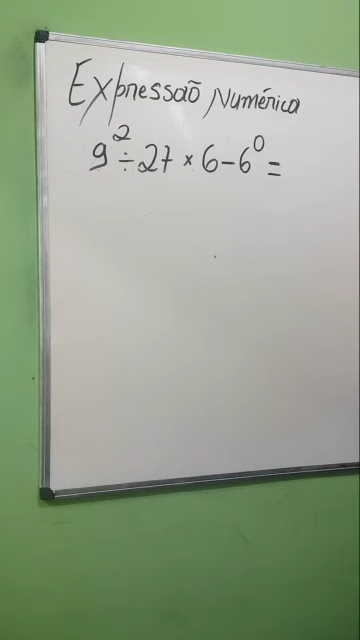 Expressão Numérica
9² ÷ 27 × 6 – 6⁰ =